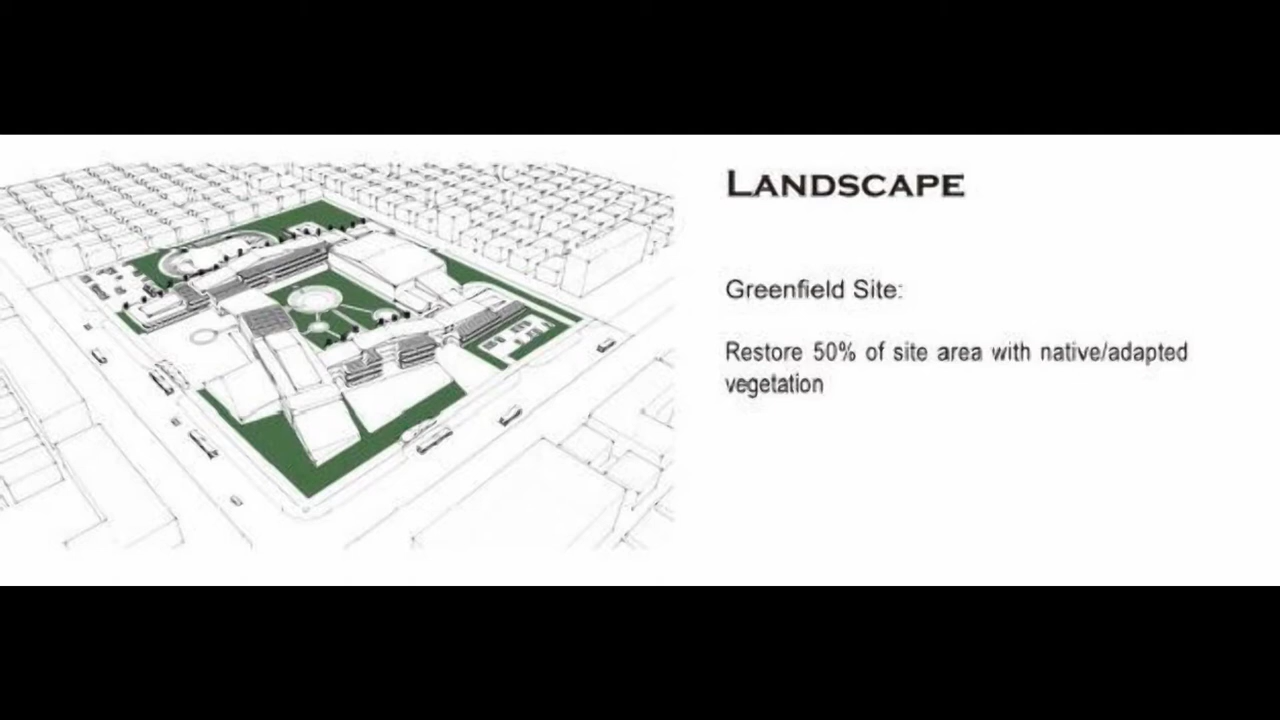 LANDSCAPE
Greenfield Site:
Restore 50% of site area with native/adapted
vegetation